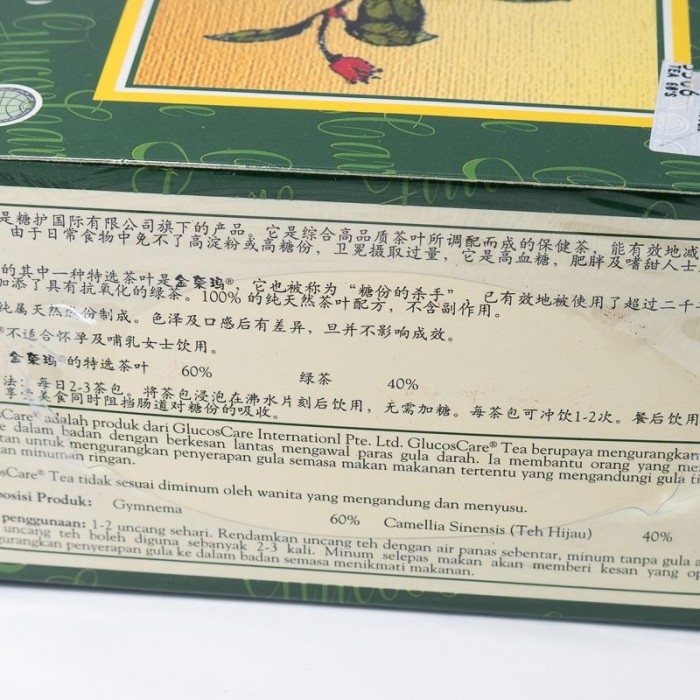 TEA BAGS
是糖护国际有限公司旗下的产品。它是综合高品质茶叶所调配而成的保健茶，能有效地减
由于日常食物中免不了高淀粉或高糖份，卫冕摄取过量，它是高血糖，肥胖及嗜甜人士
的其中一种特选茶叶是金奎玛®，它也被称为“糖份的杀手” 已有效地被使用了超过二千
加添了具有抗氧化的绿茶。100% 的纯天然茶叶配方，不含副作用。
纯属天然成份制成。色泽及口感后有差异，旦并不影响成效。
不适合怀孕及哺乳女士饮用。
金奎玛®的特选茶叶 60% 绿茶 40%
法：每日2-3茶包。将茶包浸泡在沸水片刻后饮用，无需加糖。每茶包可冲饮1-2次。餐后饮用
享受美食同时阻挡肠道对糖份的吸收。
Care® adalah produk dari GlucosCare Internationl Pte. Ltd. GlucosCare® Tea berupaya mengurangkan
ke dalam badan dengan berkesan lantas mengawal paras gula darah. Ia membantu orang yang me
tan untuk mengurangkan penyerapan gula semasa makan makanan tertentu yang mengandungi gula ti
an minuman ringan.
osCare® Tea tidak sesuai diminum oleh wanita yang mengandung dan menyusu.
posisi Produk: Gymnema 60% Camellia Sinensis (Teh Hijau) 40%
penggunaan: 1-2 uncang sehari. Rendamkan uncang teh dengan air panas sebentar, minum tanpa gula
uncang teh boleh diguna sebanyak 2-3 kali. Minum selepas makan akan memberi kesan yang op
gurangkan penyerapan gula ke dalam badan semasa menikmati makanan.